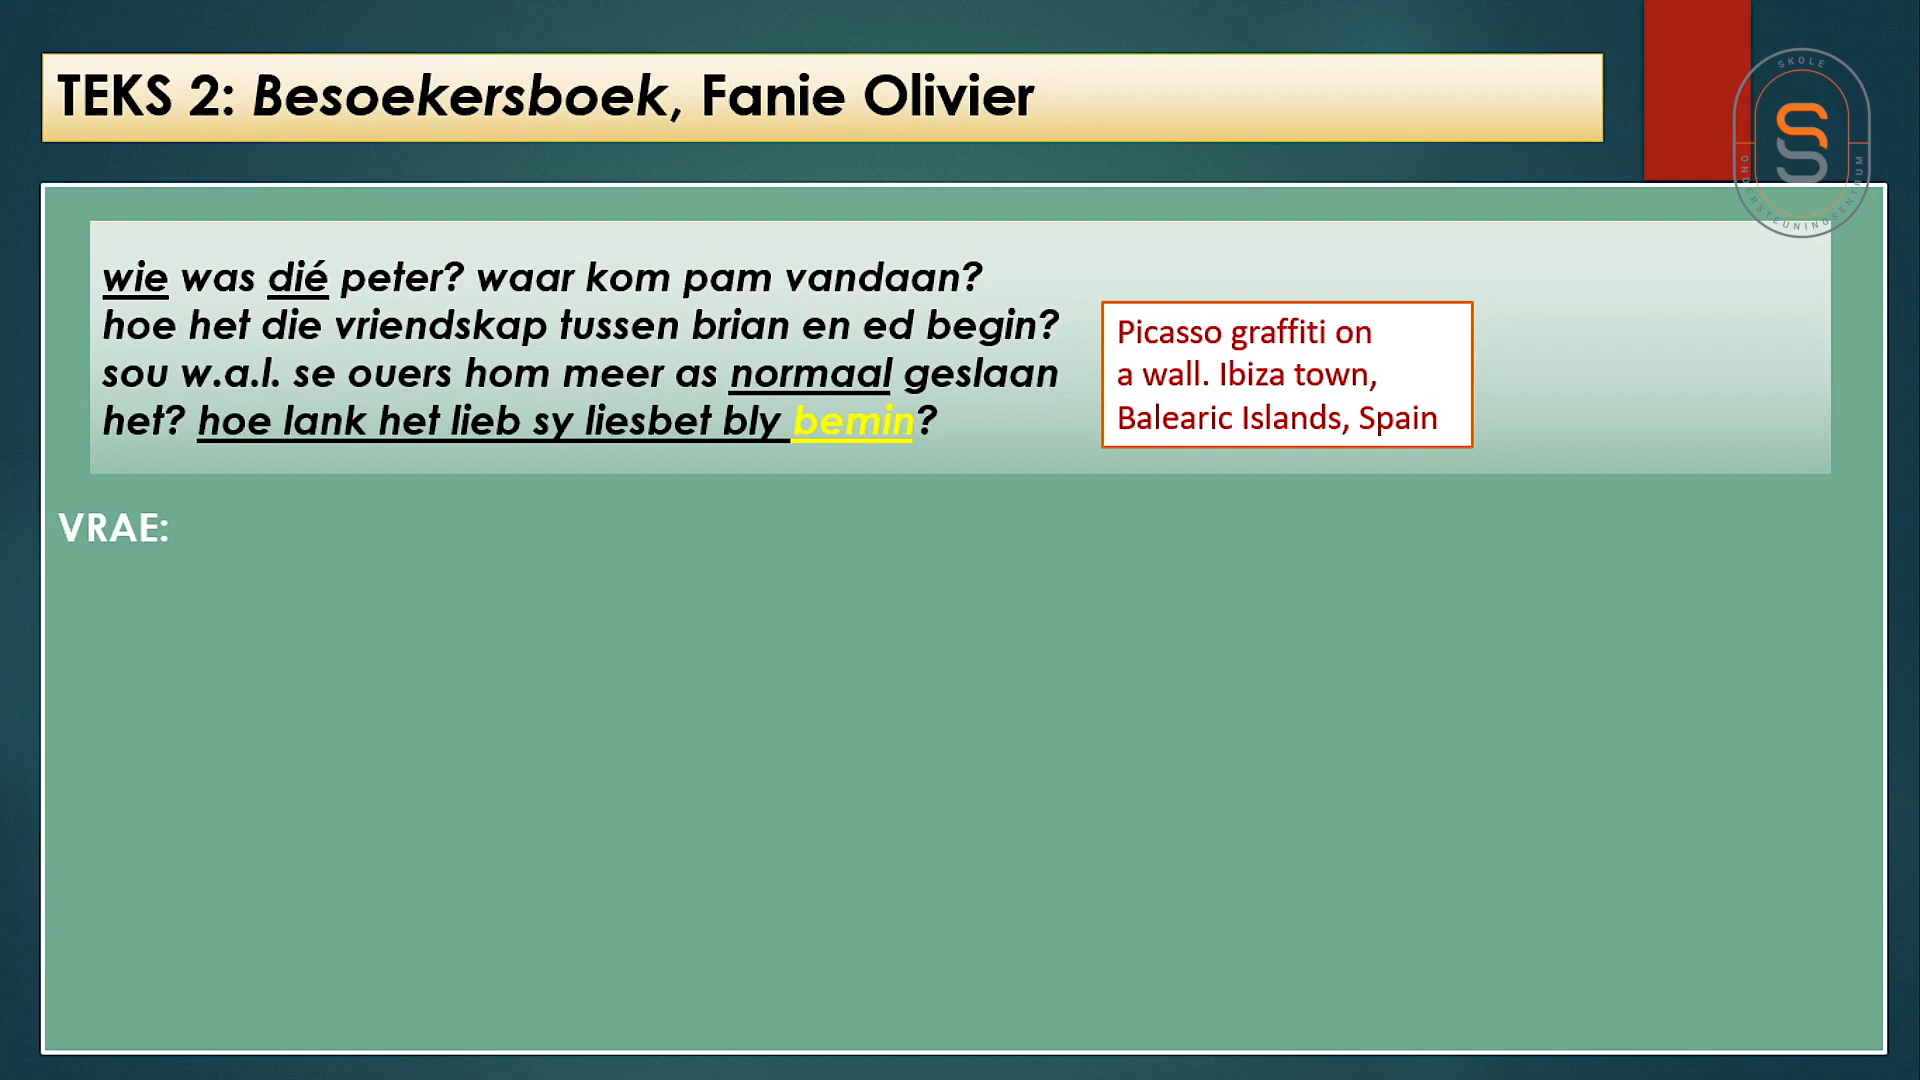 TEKS 2: Besoekersboek, Fanie Olivier
SKOLE
ONDERSTEUNINGSENTRUM
wie was dié peter? waar kom pam vandaan?
hoe het die vriendskap tussen brian en ed begin?
sou w.a.l. se ouers hom meer as normaal geslaan
het? hoe lank het lieb sy liesbet bly bemin?
Picasso graffiti on
a wall. Ibiza town,
Balearic Islands, Spain
VRAE: